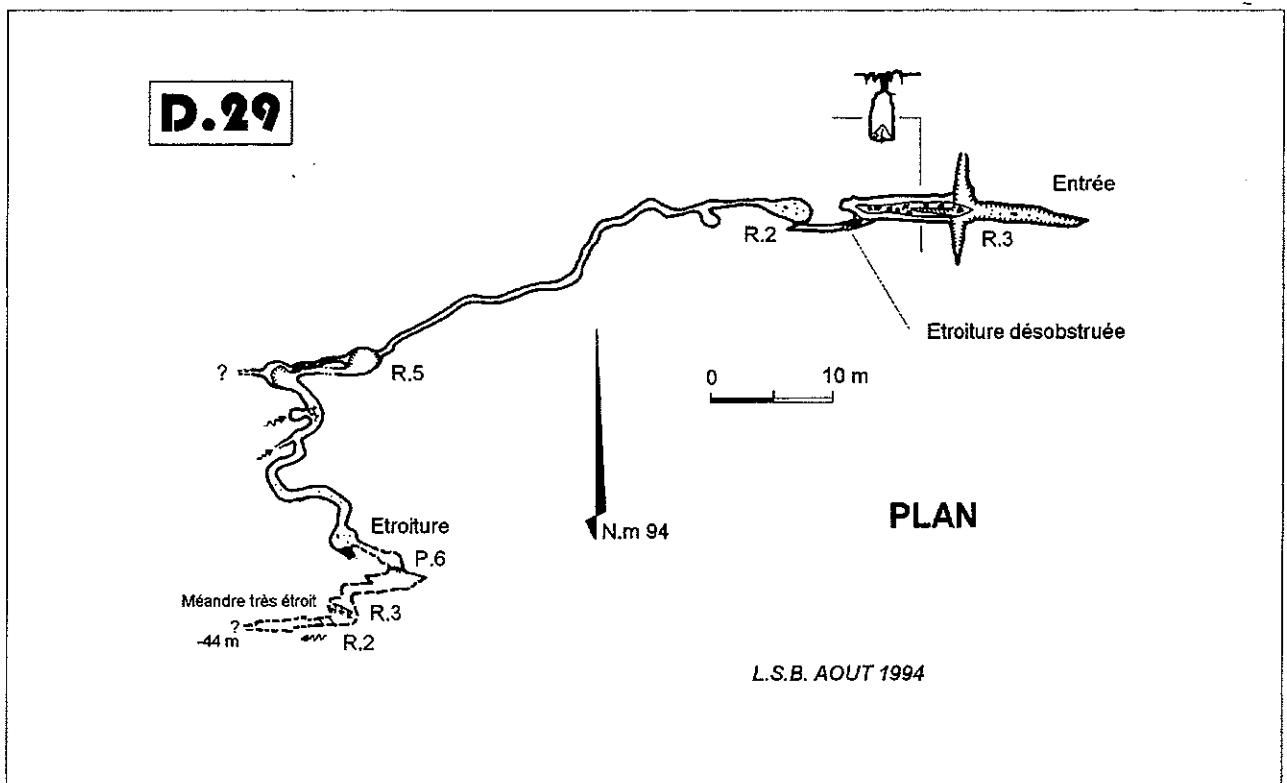 D.29
Entrée
R.2
R.3
Etroiture désobstruée
?
R.5
0
10 m
Etroiture
N.m 94
PLAN
P.6
Méandre très étroit
R.3
?
-44 m
R.2
L.S.B. AOUT 1994